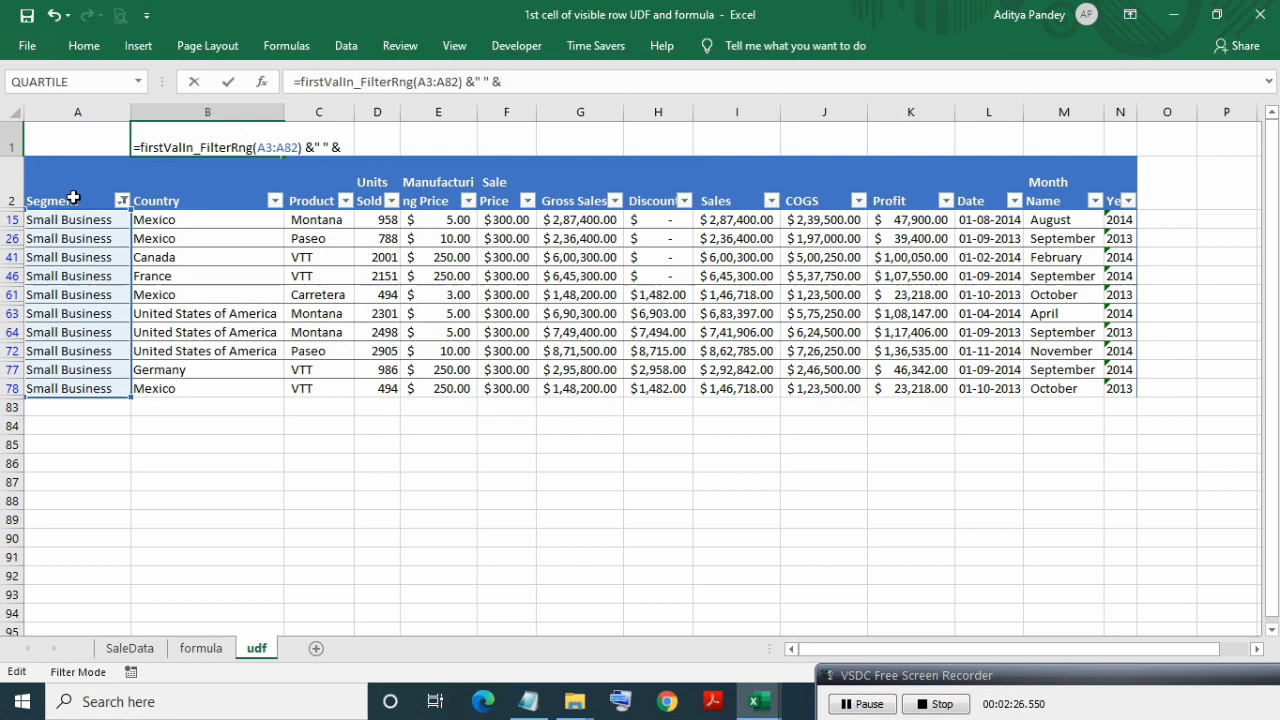 1st cell of visible row UDF and formula - Excel
Aditya Pandey AP
File Home Insert Page Layout Formulas Data Review View Developer Time Savers Help Tell me what you want to do Share
QUARTILE fx =firstValIn_FilterRng(A3:A82) &" " &
A B C D E F G H I J K L M N O P
1 =firstValIn_FilterRng(A3:A82) &" " &
Units Manufacturi Sale Month
2 Country Product Sold ng Price Price Gross Sales Discount Sales COGS Profit Date Name Ye
15 Small Business Mexico Montana 958 $ 5.00 $300.00 $ 2,87,400.00 $ - $ 2,87,400.00 $ 2,39,500.00 $ 47,900.00 01-08-2014 August 2014
26 Small Business Mexico Paseo 788 $ 10.00 $300.00 $ 2,36,400.00 $ - $ 2,36,400.00 $ 1,97,000.00 $ 39,400.00 01-09-2013 September 2013
41 Small Business Canada VTT 2001 $ 250.00 $300.00 $ 6,00,300.00 $ - $ 6,00,300.00 $ 5,00,250.00 $ 1,00,050.00 01-02-2014 February 2014
46 Small Business France VTT 2151 $ 250.00 $300.00 $ 6,45,300.00 $ - $ 6,45,300.00 $ 5,37,750.00 $ 1,07,550.00 01-09-2014 September 2014
61 Small Business Mexico Carretera 494 $ 3.00 $300.00 $ 1,48,200.00 $ 1,482.00 $ 1,46,718.00 $ 1,23,500.00 $ 23,218.00 01-10-2013 October 2013
63 Small Business United States of America Montana 2301 $ 5.00 $300.00 $ 6,90,300.00 $ 6,903.00 $ 6,83,397.00 $ 5,75,250.00 $ 1,08,147.00 01-04-2014 April 2014
64 Small Business United States of America Montana 2498 $ 5.00 $300.00 $ 7,49,400.00 $ 7,494.00 $ 7,41,906.00 $ 6,24,500.00 $ 1,17,406.00 01-09-2013 September 2013
72 Small Business United States of America Paseo 2905 $ 10.00 $300.00 $ 8,71,500.00 $ 8,715.00 $ 8,62,785.00 $ 7,26,250.00 $ 1,36,535.00 01-11-2014 November 2014
77 Small Business Germany VTT 986 $ 250.00 $300.00 $ 2,95,800.00 $ 2,958.00 $ 2,92,842.00 $ 2,46,500.00 $ 46,342.00 01-09-2014 September 2014
78 Small Business Mexico VTT 494 $ 250.00 $300.00 $ 1,48,200.00 $ 1,482.00 $ 1,46,718.00 $ 1,23,500.00 $ 23,218.00 01-10-2013 October 2013
83
84
85
86
87
88
89
90
91
92
93
94
95
SaleData formula udf
Edit Filter Mode
VSDC Free Screen Recorder
Search here Pause Stop 00:02:26.550